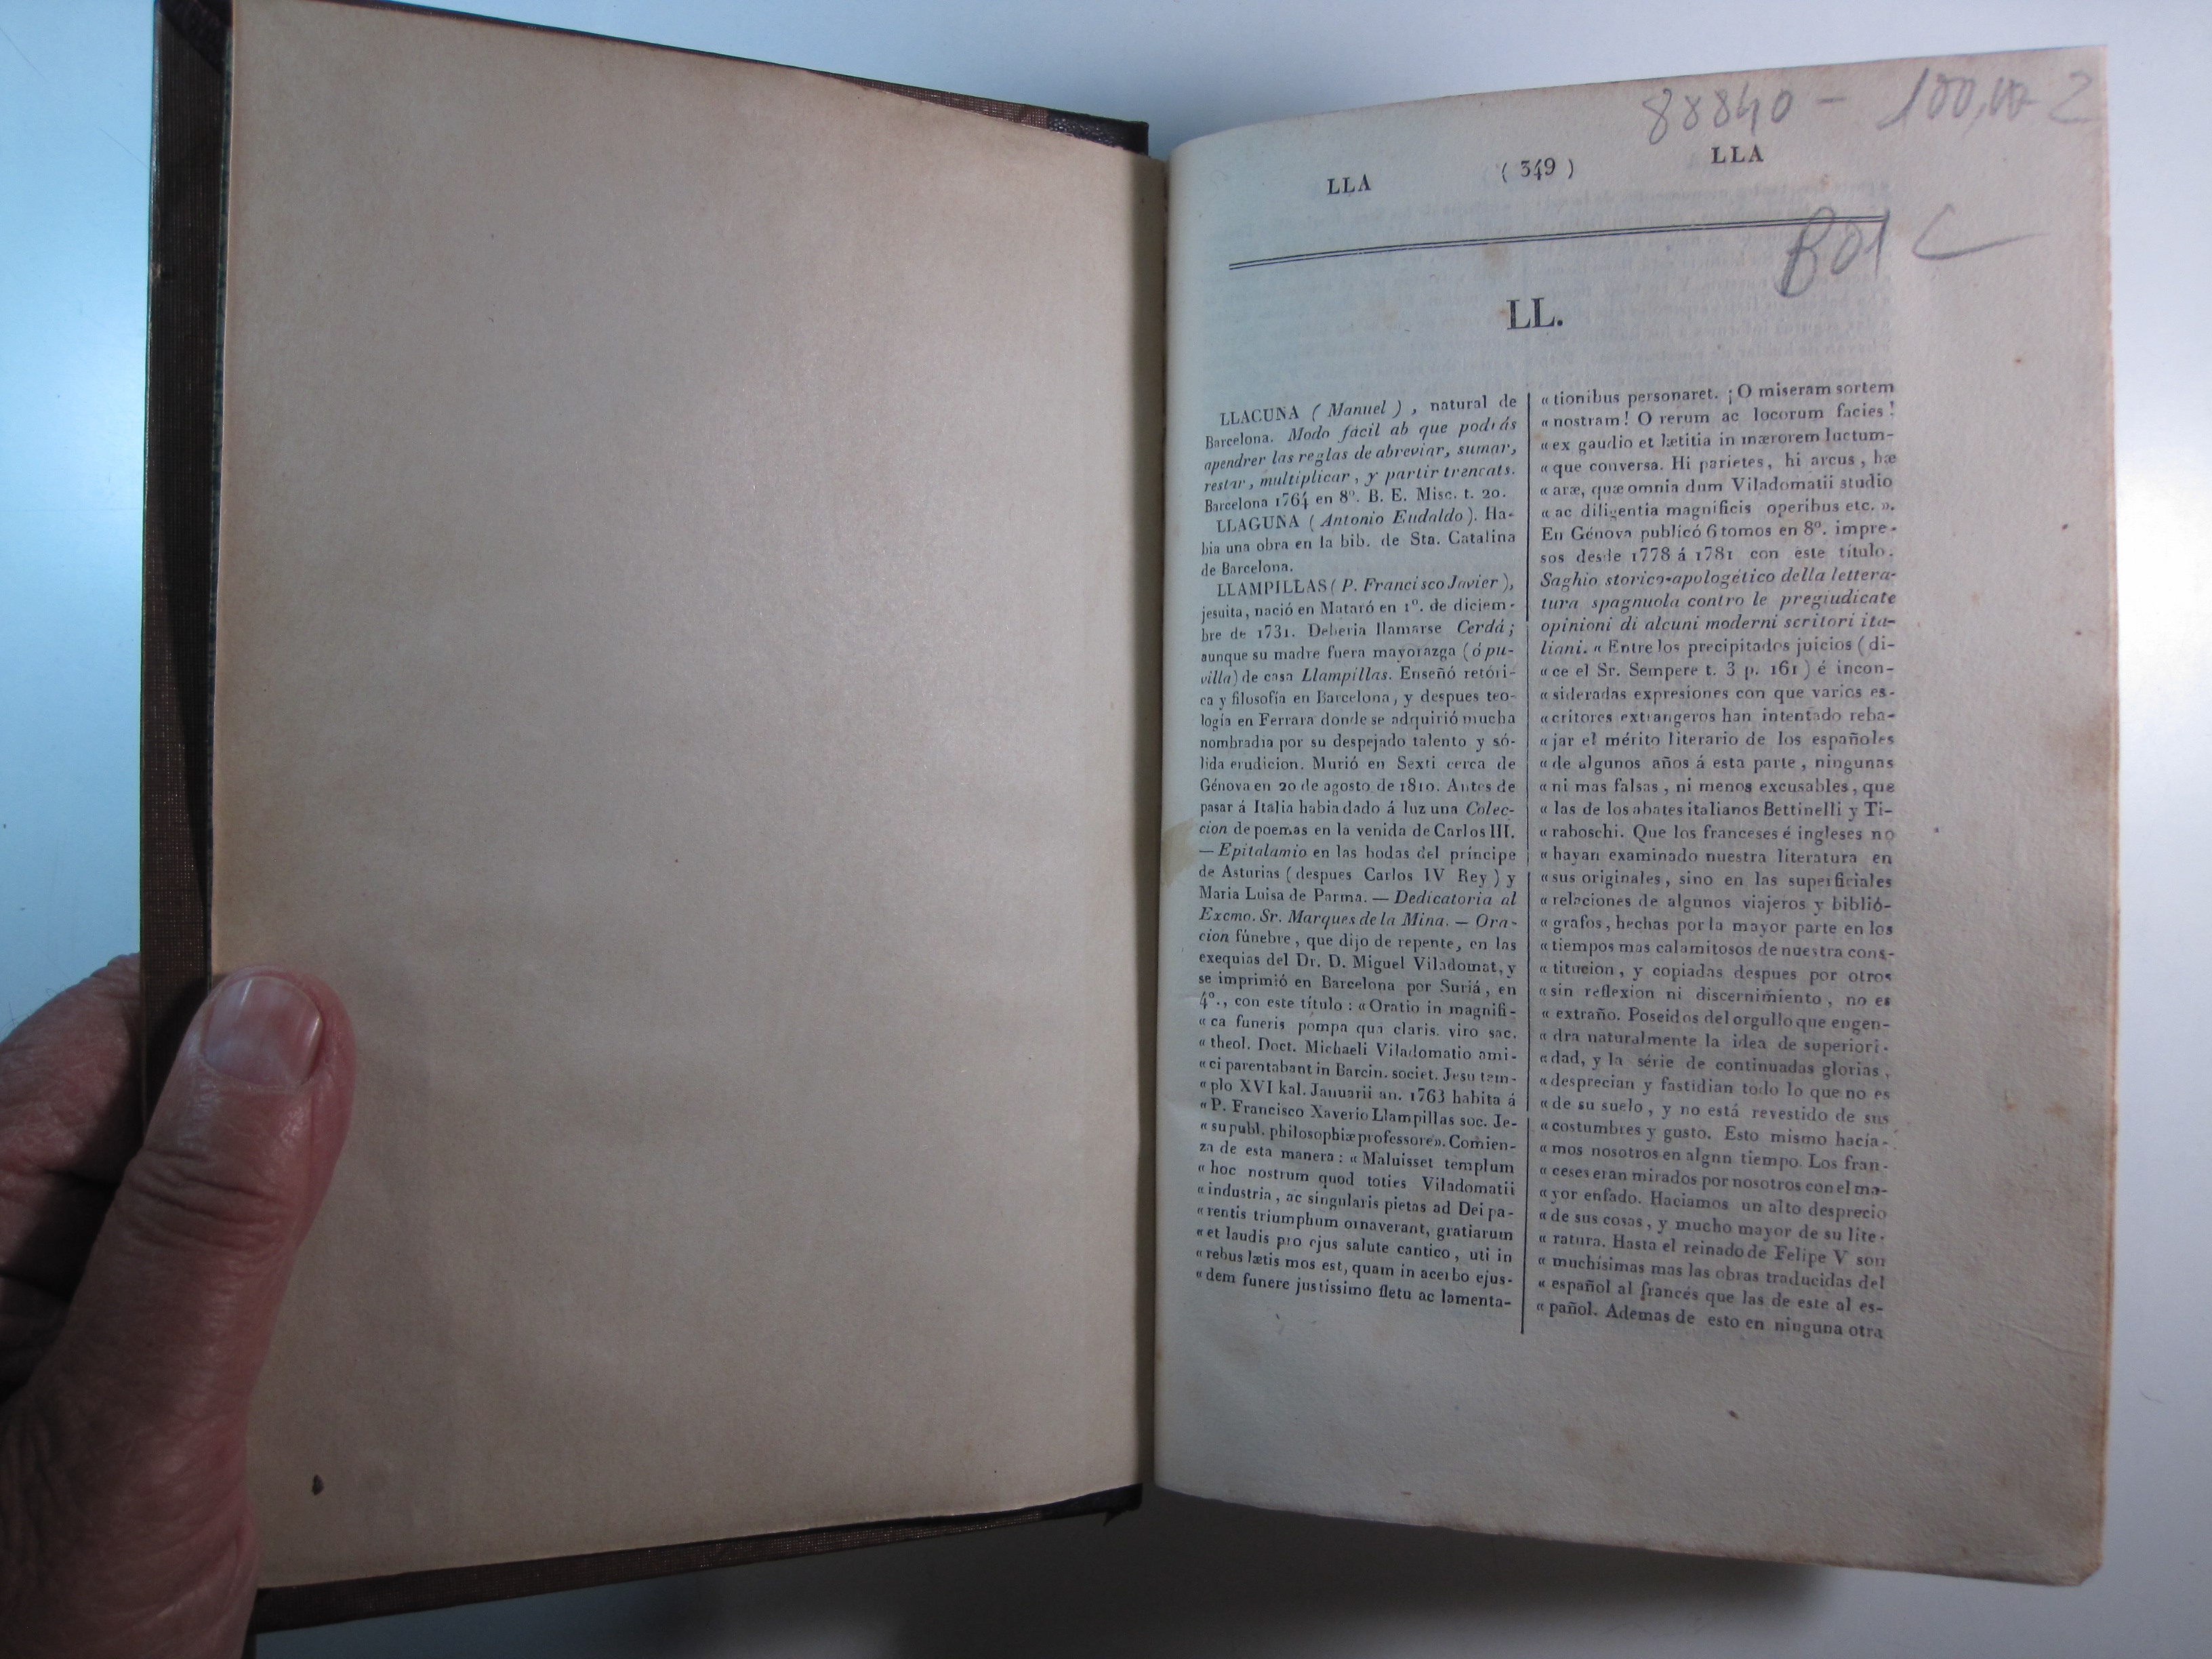 88840 - 100,00 2
LLA (349) LLA
B01 C
LL.
LLACUNA ( Manuel ) , natural de
Barcelona. Modo fácil ab que podrás
apendrer las reglas de abreviar, sumar,
restar, multiplicar, y partir trencats.
Barcelona 1764 en 8º. B. E. Misc. t. 20.
LLAGUNA ( Antonio Eudaldo ). Ha-
bia una obra en la bib. de Sta. Catalina
de Barcelona.
LLAMPILLAS ( P. Francisco Javier ),
jesuita, nació en Mataró en 1º. de diciem-
bre de 1731. Deberia llamarse Cerdá;
aunque su madre fuera mayorazga (ó pu-
villa) de casa Llampillas. Enseñó retóri-
ca y filosofía en Barcelona, y despues teo-
logía en Ferrara donde se adquirió mucha
nombradia por su despejado talento y só-
lida erudicion. Murió en Sexti cerca de
Génova en 20 de agosto de 1810. Antes de
pasar á Italia habia dado á luz una Colec-
cion de poemas en la venida de Carlos III.
— Epitalamio en las bodas del príncipe
de Asturias ( despues Carlos IV Rey ) y
Maria Luisa de Parma. — Dedicatoria al
Excmo. Sr. Marques de la Mina. — Ora-
cion fúnebre, que dijo de repente, en las
exequias del Dr. D. Miguel Viladomat, y
se imprimió en Barcelona por Suriá, en
4º., con este título : « Oratio in magnifi-
« ca funeris pompa qua claris. viro sac.
« theol. Doct. Michaeli Viladomatio ami-
« ci parentabant in Barcin. societ. Jesu tem-
« plo XVI kal. Januarii an. 1763 habita á
« P. Francisco Xaverio Llampillas soc. Je-
« su publ. philosophiæ professore». Comien-
za de esta manera : « Maluisset templum
« hoc nostrum quod toties Viladomatii
« industria, ac singularis pietas ad Dei pa-
« rentis triumphum ornaverant, gratiarum
« et laudis pro ejus salute cantico, uti in
« rebus lætis mos est, quam in acerbo ejus-
« dem funere justissimo fletu ac lamenta-
« tionibus personaret. ¡O miseram sortem
« nostram! O rerum ac locorum facies!
« ex gaudio et lætitia in mærorem luctum-
« que conversa. Hi parietes, hi arcus, hæ
« aræ, quæ omnia dum Viladomatii studio
« ac diligentia magnificis operibus etc. ».
En Génova publicó 6 tomos en 8º. impre-
sos desde 1778 á 1781 con este título.
Saghio storico-apologético della lettera-
tura spagnuola contro le pregiudicate
opinioni di alcuni moderni scritori ita-
liani. « Entre los precipitados juicios ( di-
« ce el Sr. Sempere t. 3 p. 161 ) é incon-
« sideradas expresiones con que varios es-
« critores extrangeros han intentado reba-
« jar el mérito literario de los españoles
« de algunos años á esta parte, ningunas
« ni mas falsas, ni menos excusables, que
« las de los abates italianos Bettinelli y Ti-
« raboschi. Que los franceses é ingleses no
« hayan examinado nuestra literatura en
« sus originales, sino en las superficiales
« relaciones de algunos viajeros y biblió-
« grafos, hechas por la mayor parte en los
« tiempos mas calamitosos de nuestra cons-
« titucion, y copiadas despues por otros
« sin reflexion ni discernimiento, no es
« extraño. Poseidos del orgullo que engen-
« dra naturalmente la idea de superiori-
« dad, y la série de continuadas glorias,
« desprecian y fastidian todo lo que no es
« de su suelo, y no está revestido de sus
« costumbres y gusto. Esto mismo hacía-
« mos nosotros en algun tiempo. Los fran-
« ceses eran mirados por nosotros con el ma-
« yor enfado. Haciamos un alto desprecio
« de sus cosas, y mucho mayor de su lite-
« ratura. Hasta el reinado de Felipe V son
« muchísimas mas las obras traducidas del
« español al francés que las de este al es-
« pañol. Ademas de esto en ninguna otra